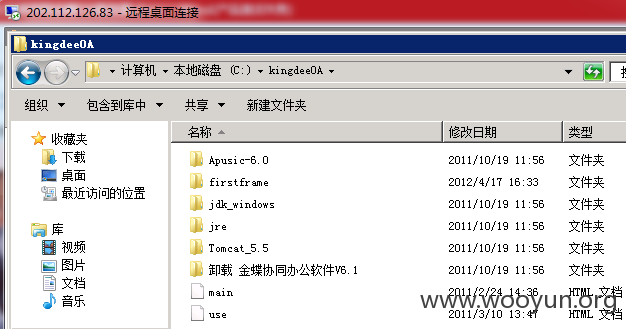 202.112.126.83 - 远程桌面连接
kingdeeOA
计算机 本地磁盘 (C:) kingdeeOA
组织 包含到库中 共享 新建文件夹
收藏夹
下载
桌面
最近访问的位置
库
视频
图片
文档
音乐
名称 修改日期 类型
Apusic-6.0 2011/10/19 11:56 文件夹
firstframe 2012/4/17 16:33 文件夹
jdk_windows 2011/10/19 11:56 文件夹
jre 2011/10/19 11:56 文件夹
Tomcat_5.5 2011/10/19 11:56 文件夹
卸载 金蝶协同办公软件V6.1 2011/10/19 11:56 文件夹
main 2011/2/24 14:36 HTML 文档
use 2011/3/10 13:47 HTML 文档
www.wooyun.org